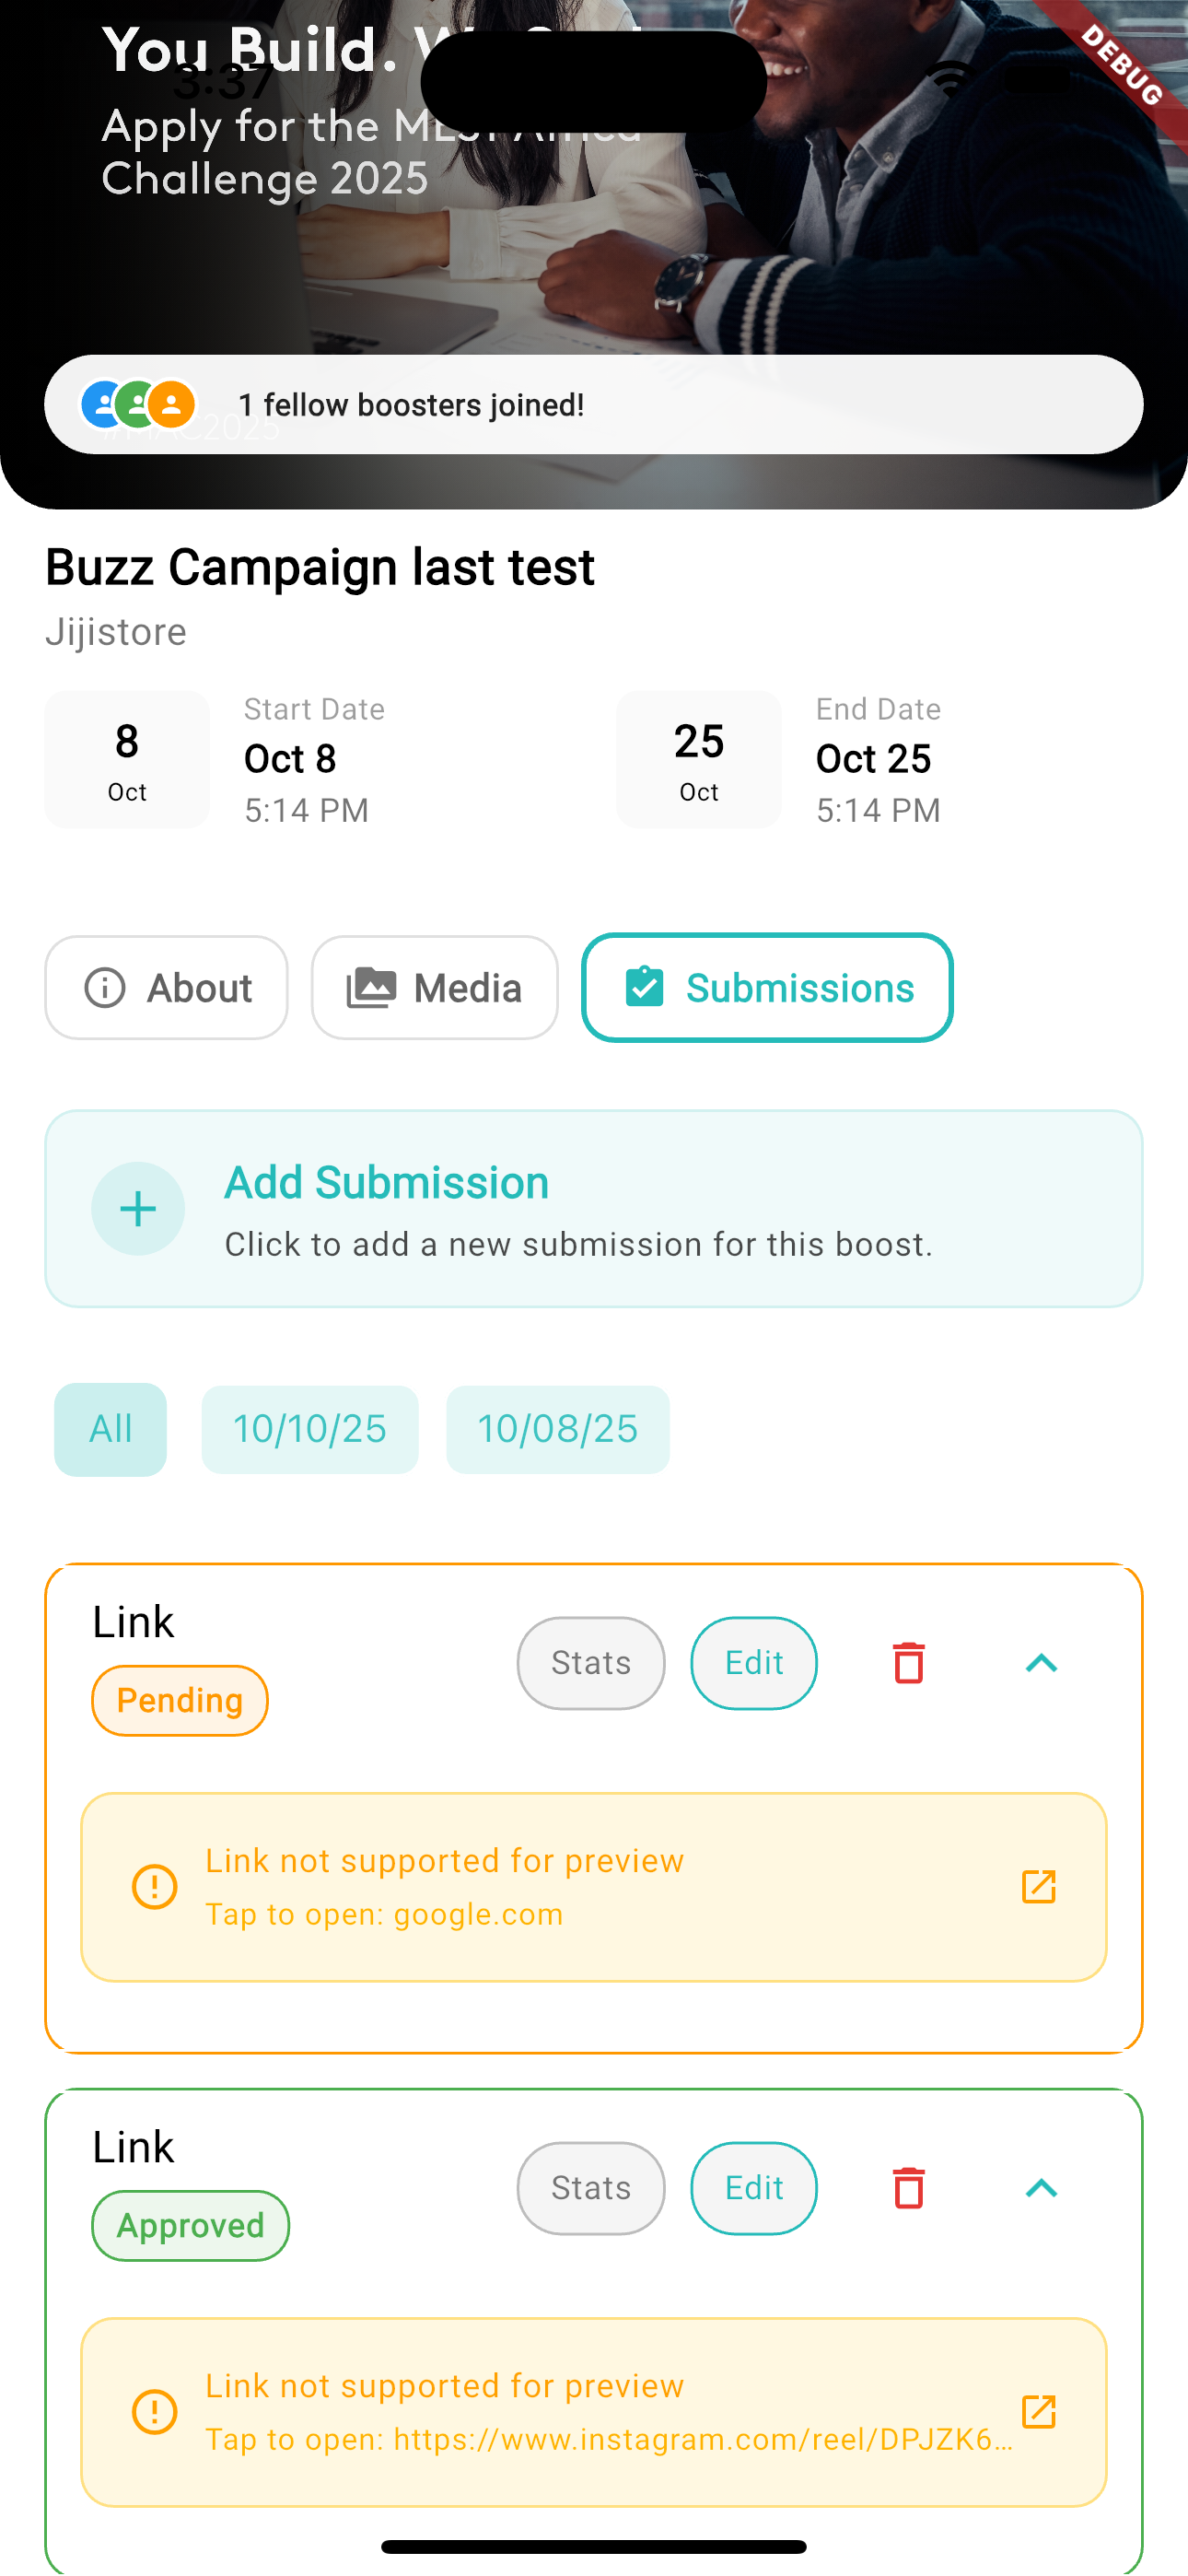 You Build.
3:37
DEBUG
Apply for the
Challenge 2025
1 fellow boosters joined!
#MAC2025
Buzz Campaign last test
Jijistore
8
Oct
Start Date
Oct 8
5:14 PM
25
Oct
End Date
Oct 25
5:14 PM
About
Media
Submissions
Add Submission
Click to add a new submission for this boost.
All
10/10/25
10/08/25
Link
Pending
Stats
Edit
Link not supported for preview
Tap to open: google.com
Link
Approved
Stats
Edit
Link not supported for preview
Tap to open: https://www.instagram.com/reel/DPJZK6...